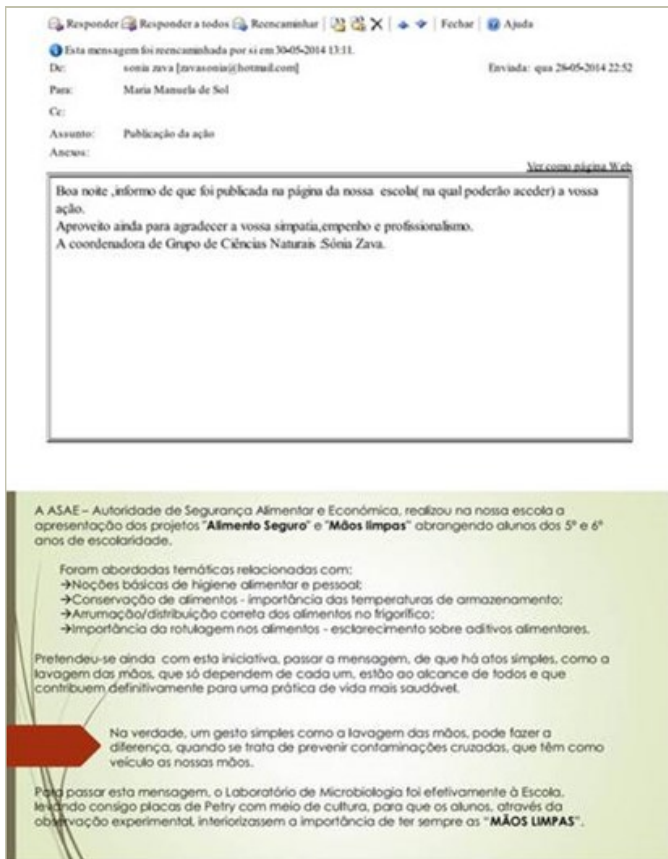 Responder Responder a todos Reencaminhar Fechar Ajuda
Esta mensagem foi reencaminhada por si em 30-05-2014 13:11.
De: sonia zava [zavasonia@hotmail.com] Enviada: qua 28-05-2014 22:52
Para: Maria Manuela de Sol
Cc:
Assunto: Publicação da ação
Anexos:
Ver como página Web
Boa noite ,informo de que foi publicada na página da nossa escola( na qual poderão aceder) a vossa
ação.
Aproveito ainda para agradecer a vossa simpatia,empenho e profissionalismo.
A coordenadora de Grupo de Ciências Naturais :Sónia Zava.
A ASAE – Autoridade de Segurança Alimentar e Económica, realizou na nossa escola a
apresentação dos projetos "Alimento Seguro" e "Mãos limpas" abrangendo alunos dos 5º e 6º
anos de escolaridade.
Foram abordadas temáticas relacionadas com:
→Noções básicas de higiene alimentar e pessoal;
→Conservação de alimentos - importância das temperaturas de armazenamento;
→Arrumação/distribuição correta dos alimentos no frigorífico;
→Importância da rotulagem nos alimentos - esclarecimento sobre aditivos alimentares.
Pretendeu-se ainda com esta iniciativa, passar a mensagem, de que há atos simples, como a
lavagem das mãos, que só dependem de cada um, estão ao alcance de todos e que
contribuem definitivamente para uma prática de vida mais saudável.
Na verdade, um gesto simples como a lavagem das mãos, pode fazer a
diferença, quando se trata de prevenir contaminações cruzadas, que têm como
veículo as nossas mãos.
Para passar esta mensagem, o Laboratório de Microbiologia foi efetivamente à Escola,
levando consigo placas de Petry com meio de cultura, para que os alunos, através da
observação experimental, interiorizassem a importância de ter sempre as "MÃOS LIMPAS".